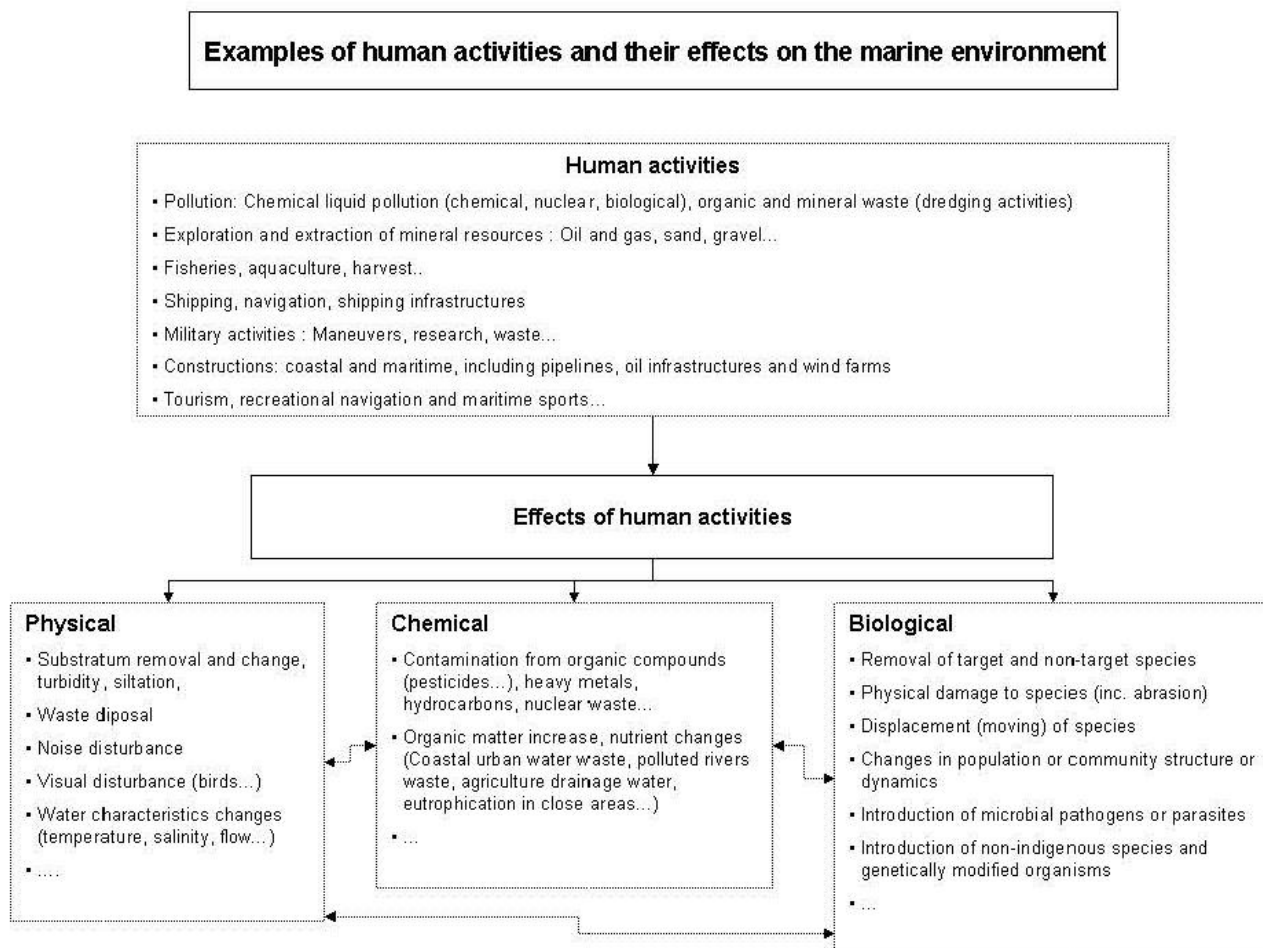 Examples of human activities and their effects on the marine environment
Human activities
▪ Pollution: Chemical liquid pollution (chemical, nuclear, biological), organic and mineral waste (dredging activities)
▪ Exploration and extraction of mineral resources : Oil and gas, sand, gravel...
▪ Fisheries, aquaculture, harvest..
▪ Shipping, navigation, shipping infrastructures
▪ Military activities : Maneuvers, research, waste...
▪ Constructions: coastal and maritime, including pipelines, oil infrastructures and wind farms
▪ Tourism, recreational navigation and maritime sports...
Effects of human activities
Physical
▪ Substratum removal and change,
turbidity, siltation,
▪ Waste diposal
▪ Noise disturbance
▪ Visual disturbance (birds...)
▪ Water characteristics changes
(temperature, salinity, flow...)
▪ ....
Chemical
▪ Contamination from organic compounds
(pesticides...), heavy metals,
hydrocarbons, nuclear waste...
▪ Organic matter increase, nutrient changes
(Coastal urban water waste, polluted rivers
waste, agriculture drainage water,
eutrophication in close areas...)
▪ ...
Biological
▪ Removal of target and non-target species
▪ Physical damage to species (inc. abrasion)
▪ Displacement (moving) of species
▪ Changes in population or community structure or
dynamics
▪ Introduction of microbial pathogens or parasites
▪ Introduction of non-indigenous species and
genetically modified organisms
▪ ...